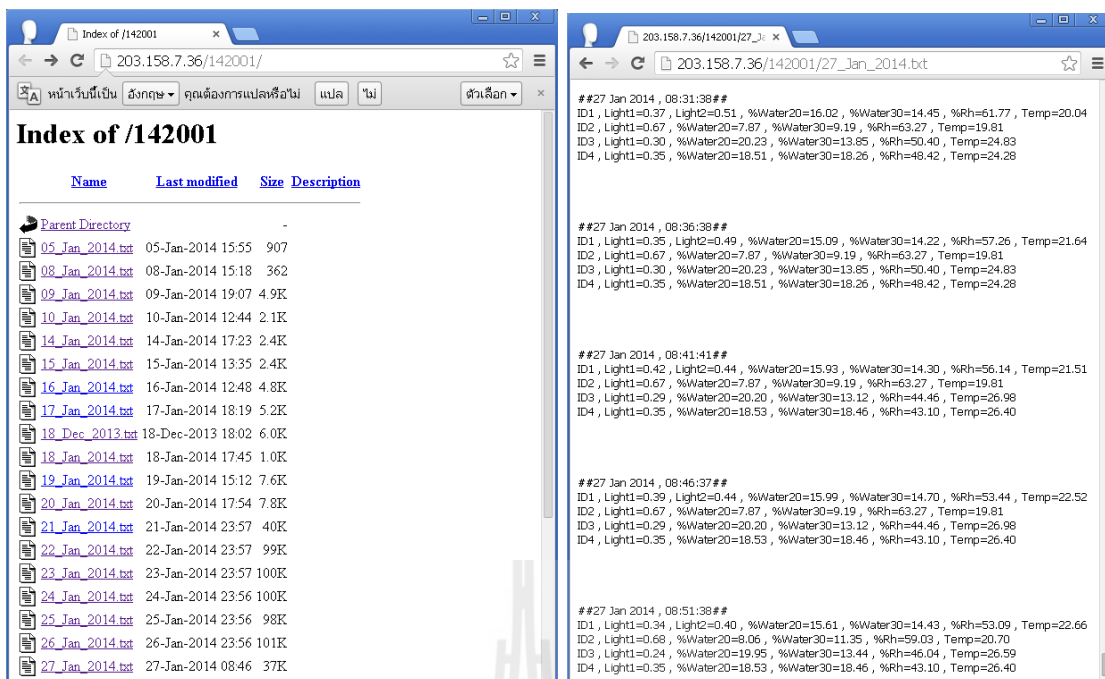 Index of /142001
203.158.7.36/142001/
หน้าเว็บนี้เป็น อังกฤษ คุณต้องการแปลหรือไม่ แปล ไม่ ตัวเลือก
Index of /142001
Name Last modified Size Description
Parent Directory -
05_Jan_2014.txt 05-Jan-2014 15:55 907
08_Jan_2014.txt 08-Jan-2014 15:18 362
09_Jan_2014.txt 09-Jan-2014 19:07 4.9K
10_Jan_2014.txt 10-Jan-2014 12:44 2.1K
14_Jan_2014.txt 14-Jan-2014 17:23 2.4K
15_Jan_2014.txt 15-Jan-2014 13:35 2.4K
16_Jan_2014.txt 16-Jan-2014 12:48 4.8K
17_Jan_2014.txt 17-Jan-2014 18:19 5.2K
18_Dec_2013.txt 18-Dec-2013 18:02 6.0K
18_Jan_2014.txt 18-Jan-2014 17:45 1.0K
19_Jan_2014.txt 19-Jan-2014 15:12 7.6K
20_Jan_2014.txt 20-Jan-2014 17:54 7.8K
21_Jan_2014.txt 21-Jan-2014 23:57 40K
22_Jan_2014.txt 22-Jan-2014 23:57 99K
23_Jan_2014.txt 23-Jan-2014 23:57 100K
24_Jan_2014.txt 24-Jan-2014 23:56 100K
25_Jan_2014.txt 25-Jan-2014 23:56 98K
26_Jan_2014.txt 26-Jan-2014 23:56 101K
27_Jan_2014.txt 27-Jan-2014 08:46 37K
203.158.7.36/142001/27_Ja
203.158.7.36/142001/27_Jan_2014.txt
##27 Jan 2014 , 08:31:38##
ID1 , Light1=0.37 , Light2=0.51 , %Water20=16.02 , %Water30=14.45 , %Rh=61.77 , Temp=20.04
ID2 , Light1=0.67 , %Water20=7.87 , %Water30=9.19 , %Rh=63.27 , Temp=19.81
ID3 , Light1=0.30 , %Water20=20.23 , %Water30=13.85 , %Rh=50.40 , Temp=24.83
ID4 , Light1=0.35 , %Water20=18.51 , %Water30=18.26 , %Rh=48.42 , Temp=24.28
##27 Jan 2014 , 08:36:38##
ID1 , Light1=0.35 , Light2=0.49 , %Water20=15.09 , %Water30=14.22 , %Rh=57.26 , Temp=21.64
ID2 , Light1=0.67 , %Water20=7.87 , %Water30=9.19 , %Rh=63.27 , Temp=19.81
ID3 , Light1=0.30 , %Water20=20.23 , %Water30=13.85 , %Rh=50.40 , Temp=24.83
ID4 , Light1=0.35 , %Water20=18.51 , %Water30=18.26 , %Rh=48.42 , Temp=24.28
##27 Jan 2014 , 08:41:41##
ID1 , Light1=0.42 , Light2=0.44 , %Water20=15.93 , %Water30=14.30 , %Rh=56.14 , Temp=21.51
ID2 , Light1=0.67 , %Water20=7.87 , %Water30=9.19 , %Rh=63.27 , Temp=19.81
ID3 , Light1=0.29 , %Water20=20.20 , %Water30=13.12 , %Rh=44.46 , Temp=26.98
ID4 , Light1=0.35 , %Water20=18.53 , %Water30=18.46 , %Rh=43.10 , Temp=26.40
##27 Jan 2014 , 08:46:37##
ID1 , Light1=0.39 , Light2=0.44 , %Water20=15.99 , %Water30=14.70 , %Rh=53.44 , Temp=22.52
ID2 , Light1=0.67 , %Water20=7.87 , %Water30=9.19 , %Rh=63.27 , Temp=19.81
ID3 , Light1=0.29 , %Water20=20.20 , %Water30=13.12 , %Rh=44.46 , Temp=26.98
ID4 , Light1=0.35 , %Water20=18.53 , %Water30=18.46 , %Rh=43.10 , Temp=26.40
##27 Jan 2014 , 08:51:38##
ID1 , Light1=0.34 , Light2=0.40 , %Water20=15.61 , %Water30=14.43 , %Rh=53.09 , Temp=22.66
ID2 , Light1=0.68 , %Water20=8.06 , %Water30=11.35 , %Rh=59.03 , Temp=20.70
ID3 , Light1=0.24 , %Water20=19.95 , %Water30=13.44 , %Rh=46.04 , Temp=26.59
ID4 , Light1=0.35 , %Water20=18.53 , %Water30=18.46 , %Rh=43.10 , Temp=26.40